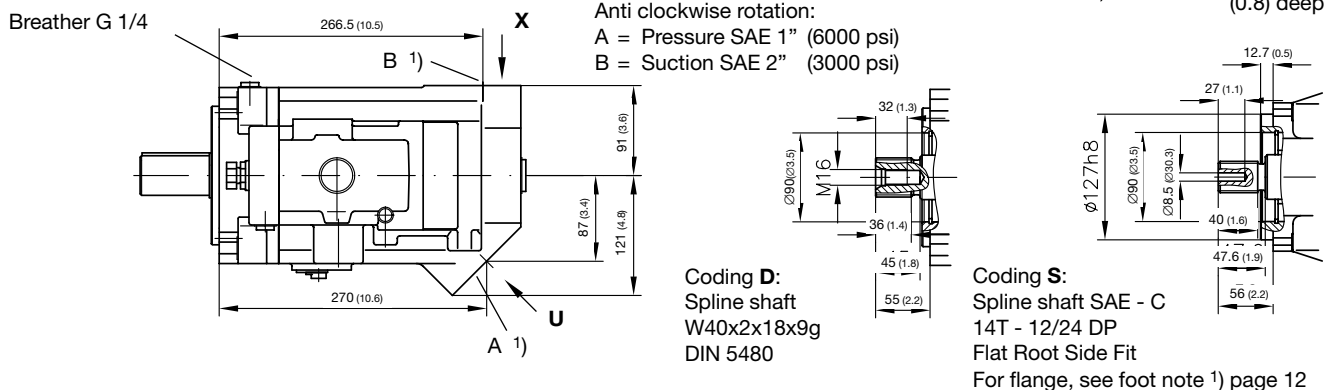 (0.8) deep
Anti clockwise rotation:
A = Pressure SAE 1” (6000 psi)
B = Suction SAE 2” (3000 psi)
Breather G 1/4
266.5 (10.5)
X
B 1)
91 (3.6)
87 (3.4)
121 (4.8)
270 (10.6)
U
A 1)
32 (1.3)
Ø90 (Ø3.5)
M16
36 (1.4)
45 (1.8)
55 (2.2)
Coding D:
Spline shaft
W40x2x18x9g
DIN 5480
12.7 (0.5)
27 (1.1)
ϕ127h8
Ø90 (Ø3.5)
Ø8.5 (Ø30.3)
40 (1.6)
47.6 (1.9)
56 (2.2)
Coding S:
Spline shaft SAE - C
14T - 12/24 DP
Flat Root Side Fit
For flange, see foot note 1) page 12